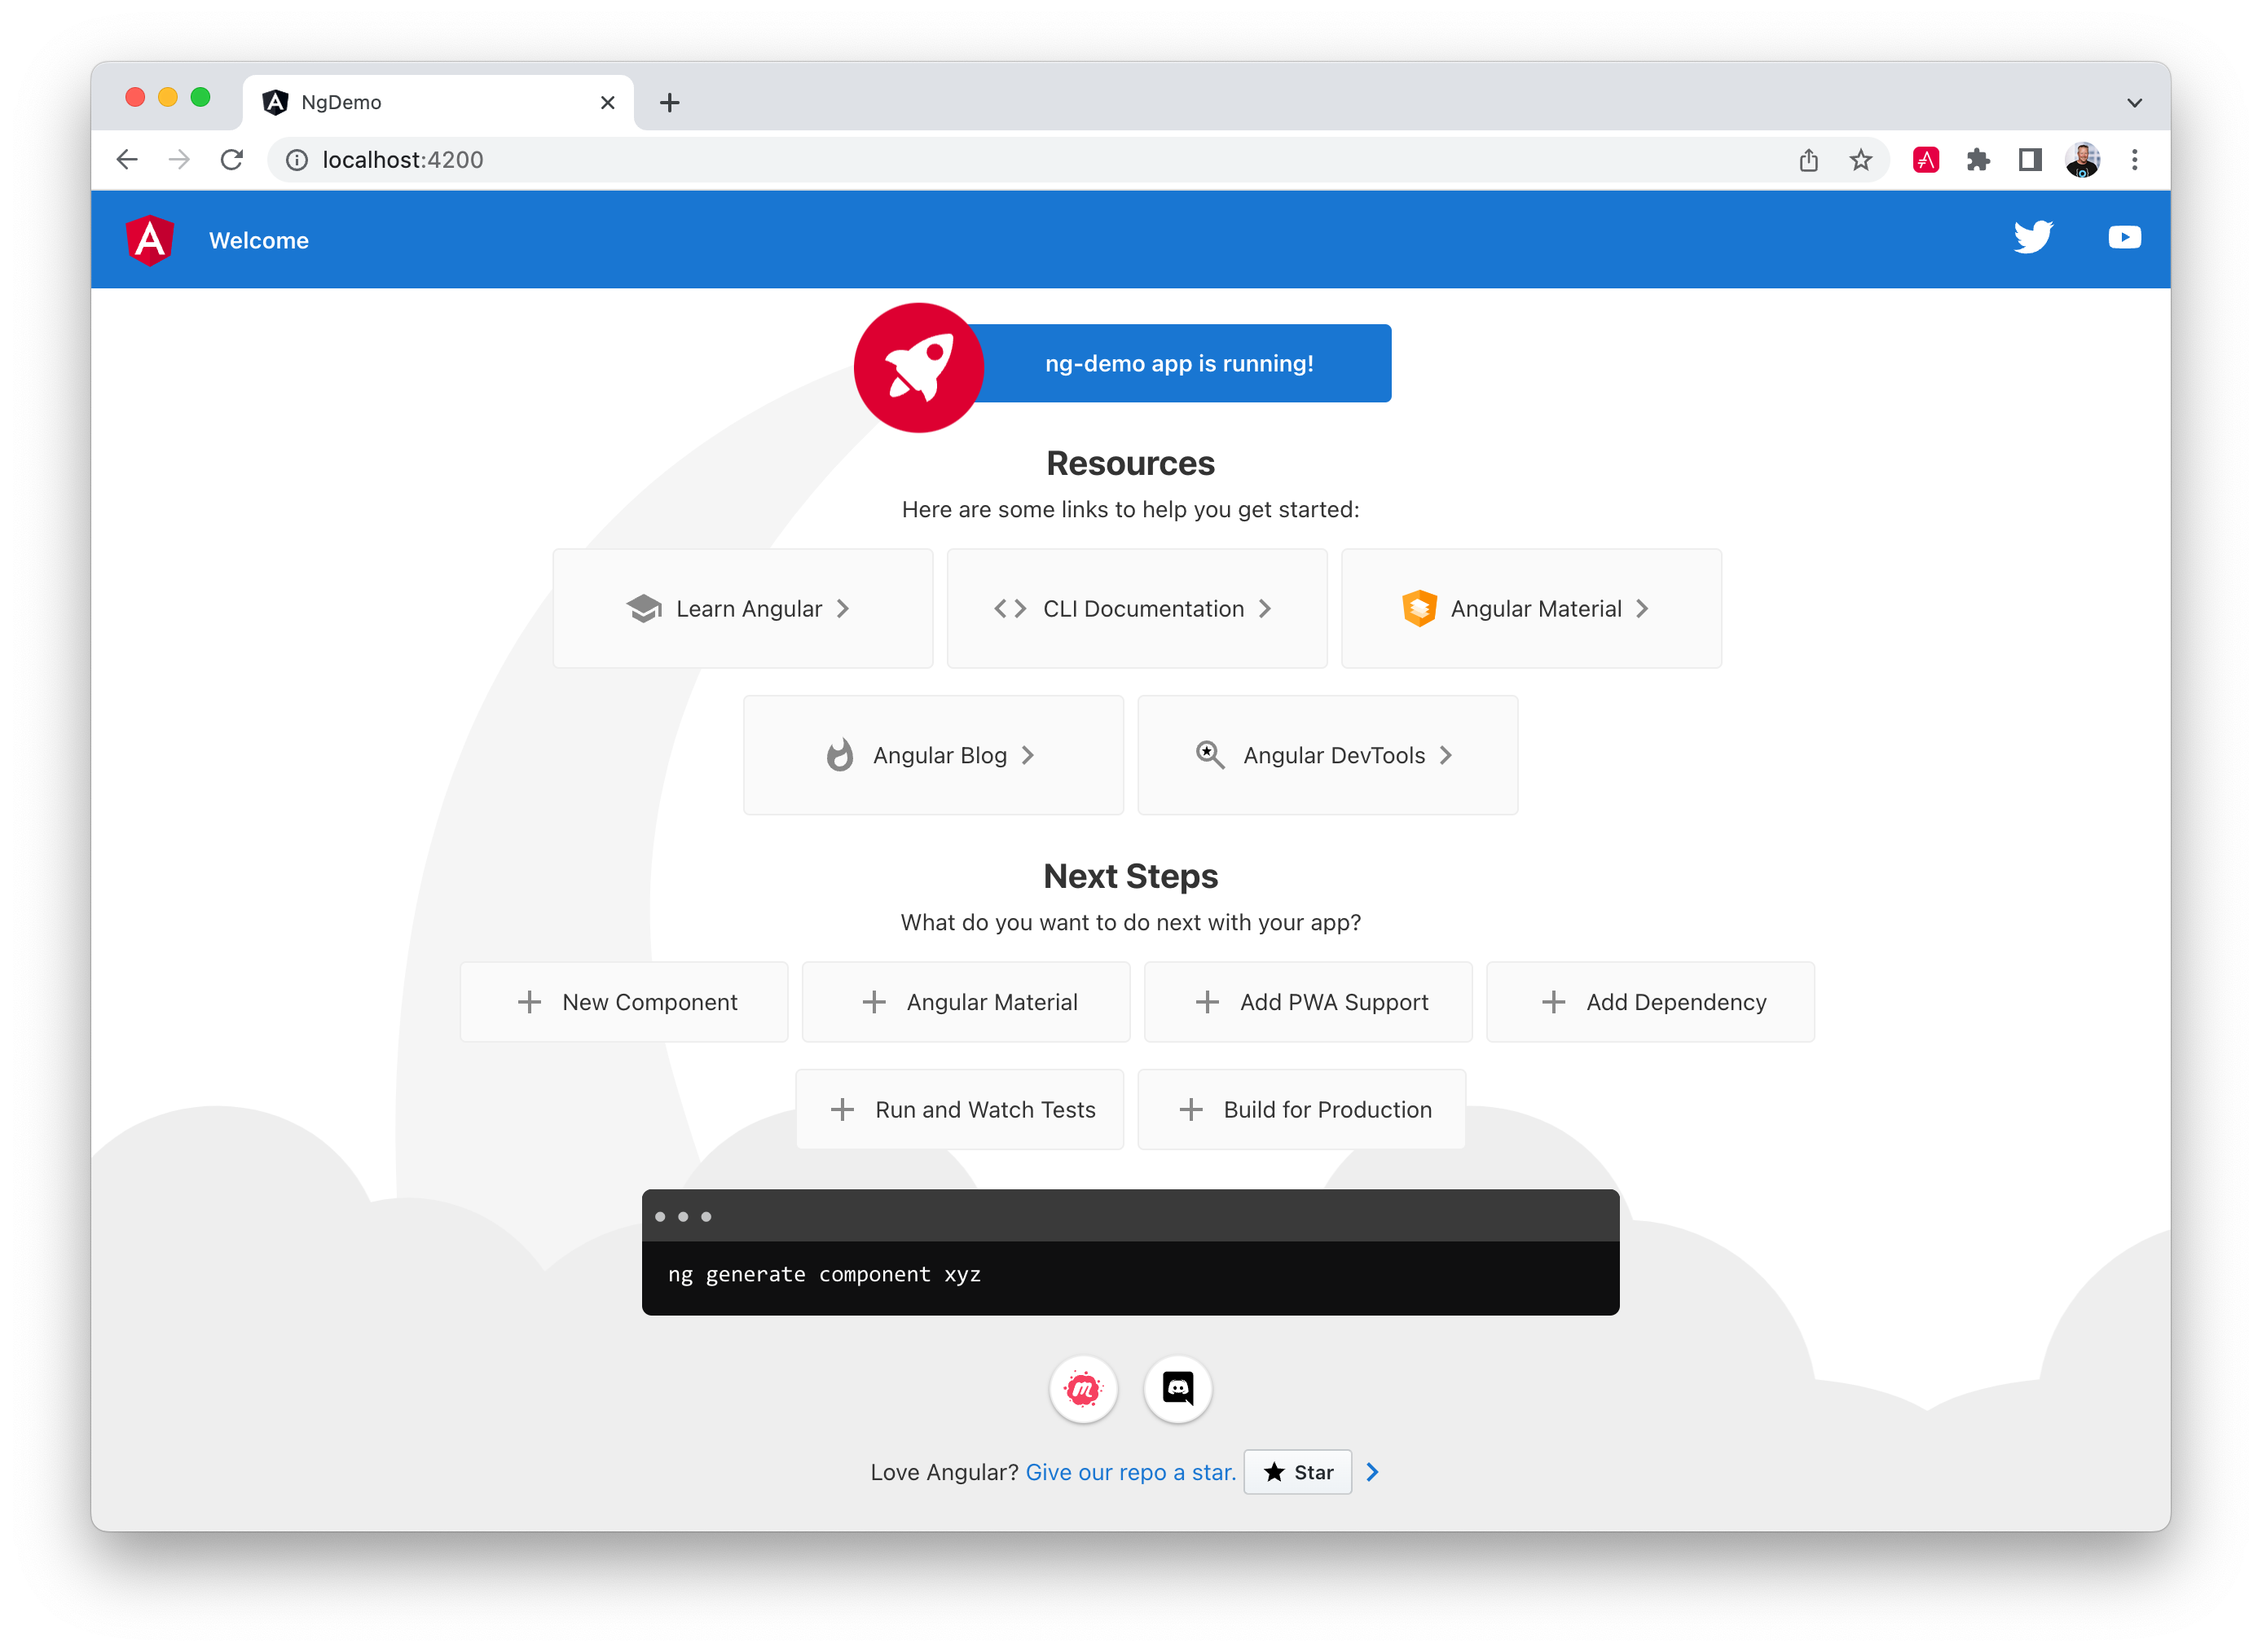 NgDemo
localhost:4200
Welcome
ng-demo app is running!
Resources
Here are some links to help you get started:
Learn Angular
CLI Documentation
Angular Material
Angular Blog
Angular DevTools
Next Steps
What do you want to do next with your app?
New Component
Angular Material
Add PWA Support
Add Dependency
Run and Watch Tests
Build for Production
ng generate component xyz
Love Angular? Give our repo a star. Star